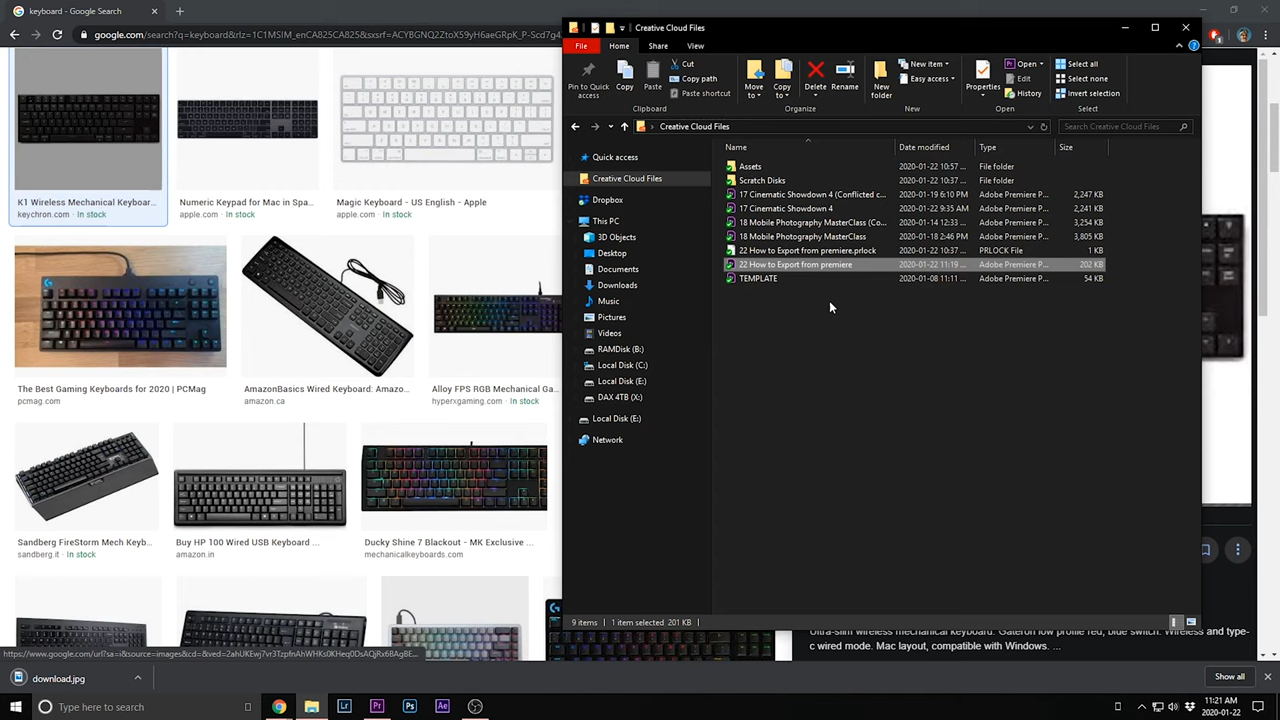 keyboard - Google Search
google.com/search?q=keyboard&rlz=1C1MSIM_enCA825CA825&sxsrf=ACYBGNQ2ZtoX59yH6aeGRpK_P-Scd7g4
K1 Wireless Mechanical Keyboar...
keychron.com · In stock
Numeric Keypad for Mac in Spa...
apple.com · In stock
Magic Keyboard - US English - Apple
apple.com · In stock
The Best Gaming Keyboards for 2020 | PCMag
pcmag.com
AmazonBasics Wired Keyboard: Amazo...
amazon.ca
Alloy FPS RGB Mechanical Ga...
hyperxgaming.com · In stock
Sandberg FireStorm Mech Keyb...
sandberg.it · In stock
Buy HP 100 Wired USB Keyboard ...
amazon.in
Ducky Shine 7 Blackout - MK Exclusive ...
mechanicalkeyboards.com
Creative Cloud Files
File Home Share View
Pin to Quick access
Copy
Paste
Cut
Copy path
Paste shortcut
Clipboard
Move to
Copy to
Delete
Rename
Organize
New folder
New item
Easy access
New
Properties
Open
Edit
History
Open
Select all
Select none
Invert selection
Select
Creative Cloud Files
Search Creative Cloud Files
Name Date modified Type Size
Assets 2020-01-22 10:57 ... File folder
Scratch Disks 2020-01-22 10:37 ... File folder
17 Cinematic Showdown 4 (Conflicted c... 2020-01-19 6:10 PM Adobe Premiere P... 2,247 KB
17 Cinematic Showdown 4 2020-01-22 9:35 AM Adobe Premiere P... 2,241 KB
18 Mobile Photography MasterClass (Co... 2020-01-14 12:33 ... Adobe Premiere P... 3,254 KB
18 Mobile Photography MasterClass 2020-01-18 2:46 PM Adobe Premiere P... 3,805 KB
22 How to Export from premiere.prlock 2020-01-22 10:37 ... PRLOCK File 1 KB
22 How to Export from premiere 2020-01-22 11:19 ... Adobe Premiere P... 202 KB
TEMPLATE 2020-01-08 11:11 ... Adobe Premiere P... 54 KB
Quick access
Creative Cloud Files
Dropbox
This PC
3D Objects
Desktop
Documents
Downloads
Music
Pictures
Videos
RAMDisk (B:)
Local Disk (C:)
Local Disk (E:)
DAX 4TB (X:)
Local Disk (E:)
Network
9 items 1 item selected 201 KB
Ultra-slim wireless mechanical keyboard. Gateron low profile red, blue switch. Wireless and type-
c wired mode. Mac layout, compatible with Windows. ...
https://www.google.com/url?sa=i&source=images&cd=&ved=2ahUKEwj7vr3TzpfnAhWHKs0KHeq0DsAQjRx6BAgBE...
download.jpg
Show all
Type here to search
Lr
Pr
Ps
Ae
11:21 AM
2020-01-22